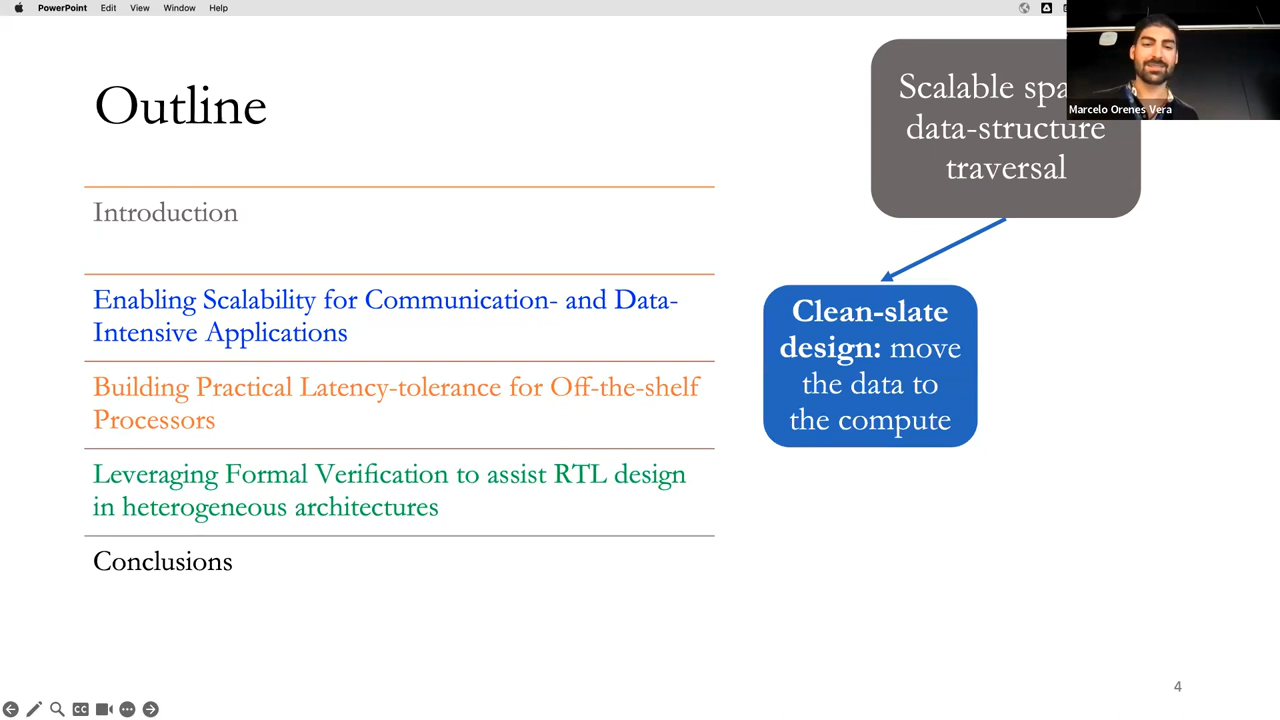 PowerPoint Edit View Window Help
Outline
Introduction
Enabling Scalability for Communication- and Data-
Intensive Applications
Building Practical Latency-tolerance for Off-the-shelf
Processors
Leveraging Formal Verification to assist RTL design
in heterogeneous architectures
Conclusions
Scalable
data-structure
traversal
Marcelo Orenes Vera
Clean-slate
design: move
the data to
the compute
4
CC